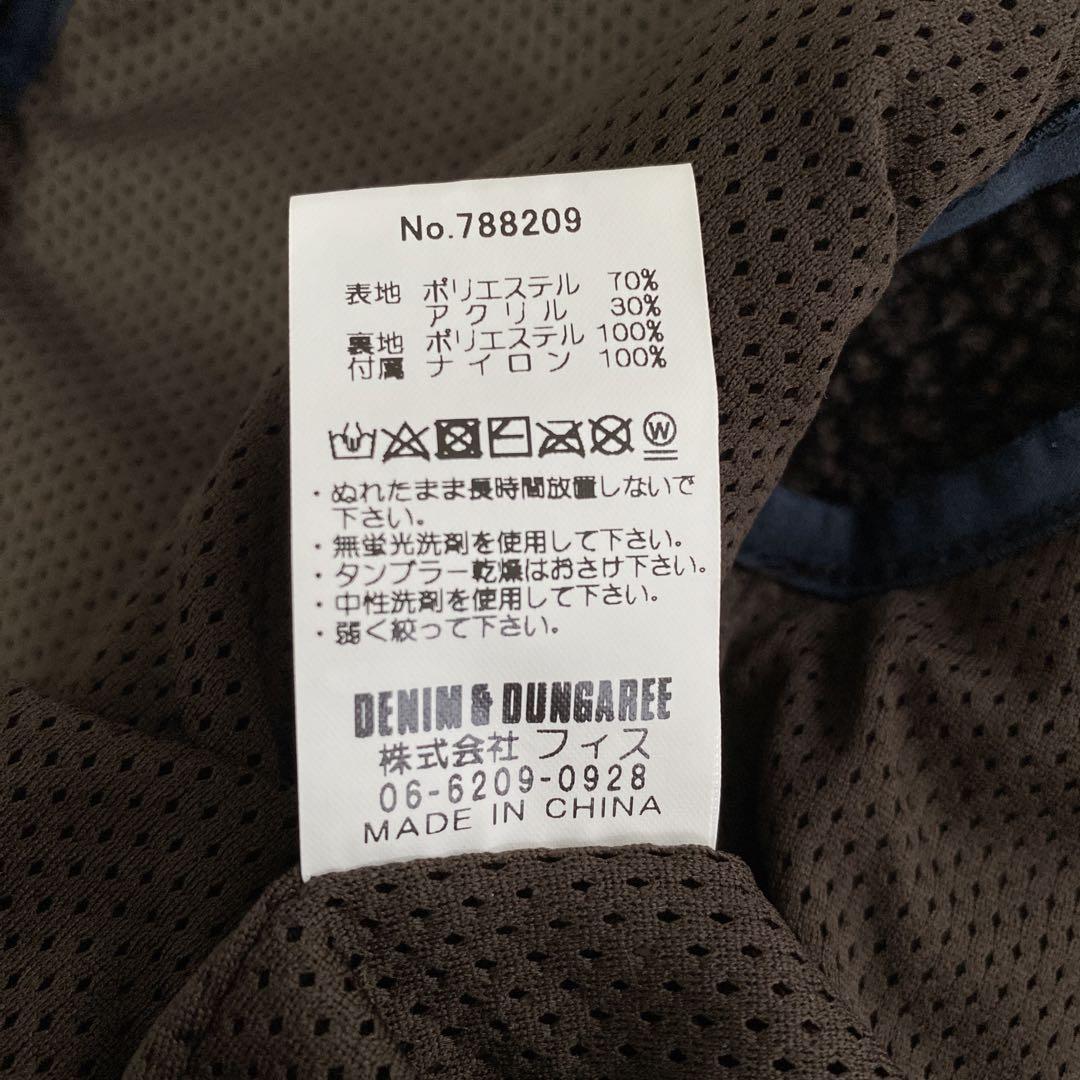 No.788209
表地 ポリエステル 70%
アクリル 30%
裏地 ポリエステル 100%
付属 ナイロン 100%
W
・ぬれたまま長時間放置しないで
下さい。
・無蛍光洗剤を使用して下さい。
・タンブラー乾燥はおさけ下さい。
・中性洗剤を使用して下さい。
・弱く絞って下さい。
DENIM & DUNGAREE
株式会社 フィス
06-6209-0928
MADE IN CHINA